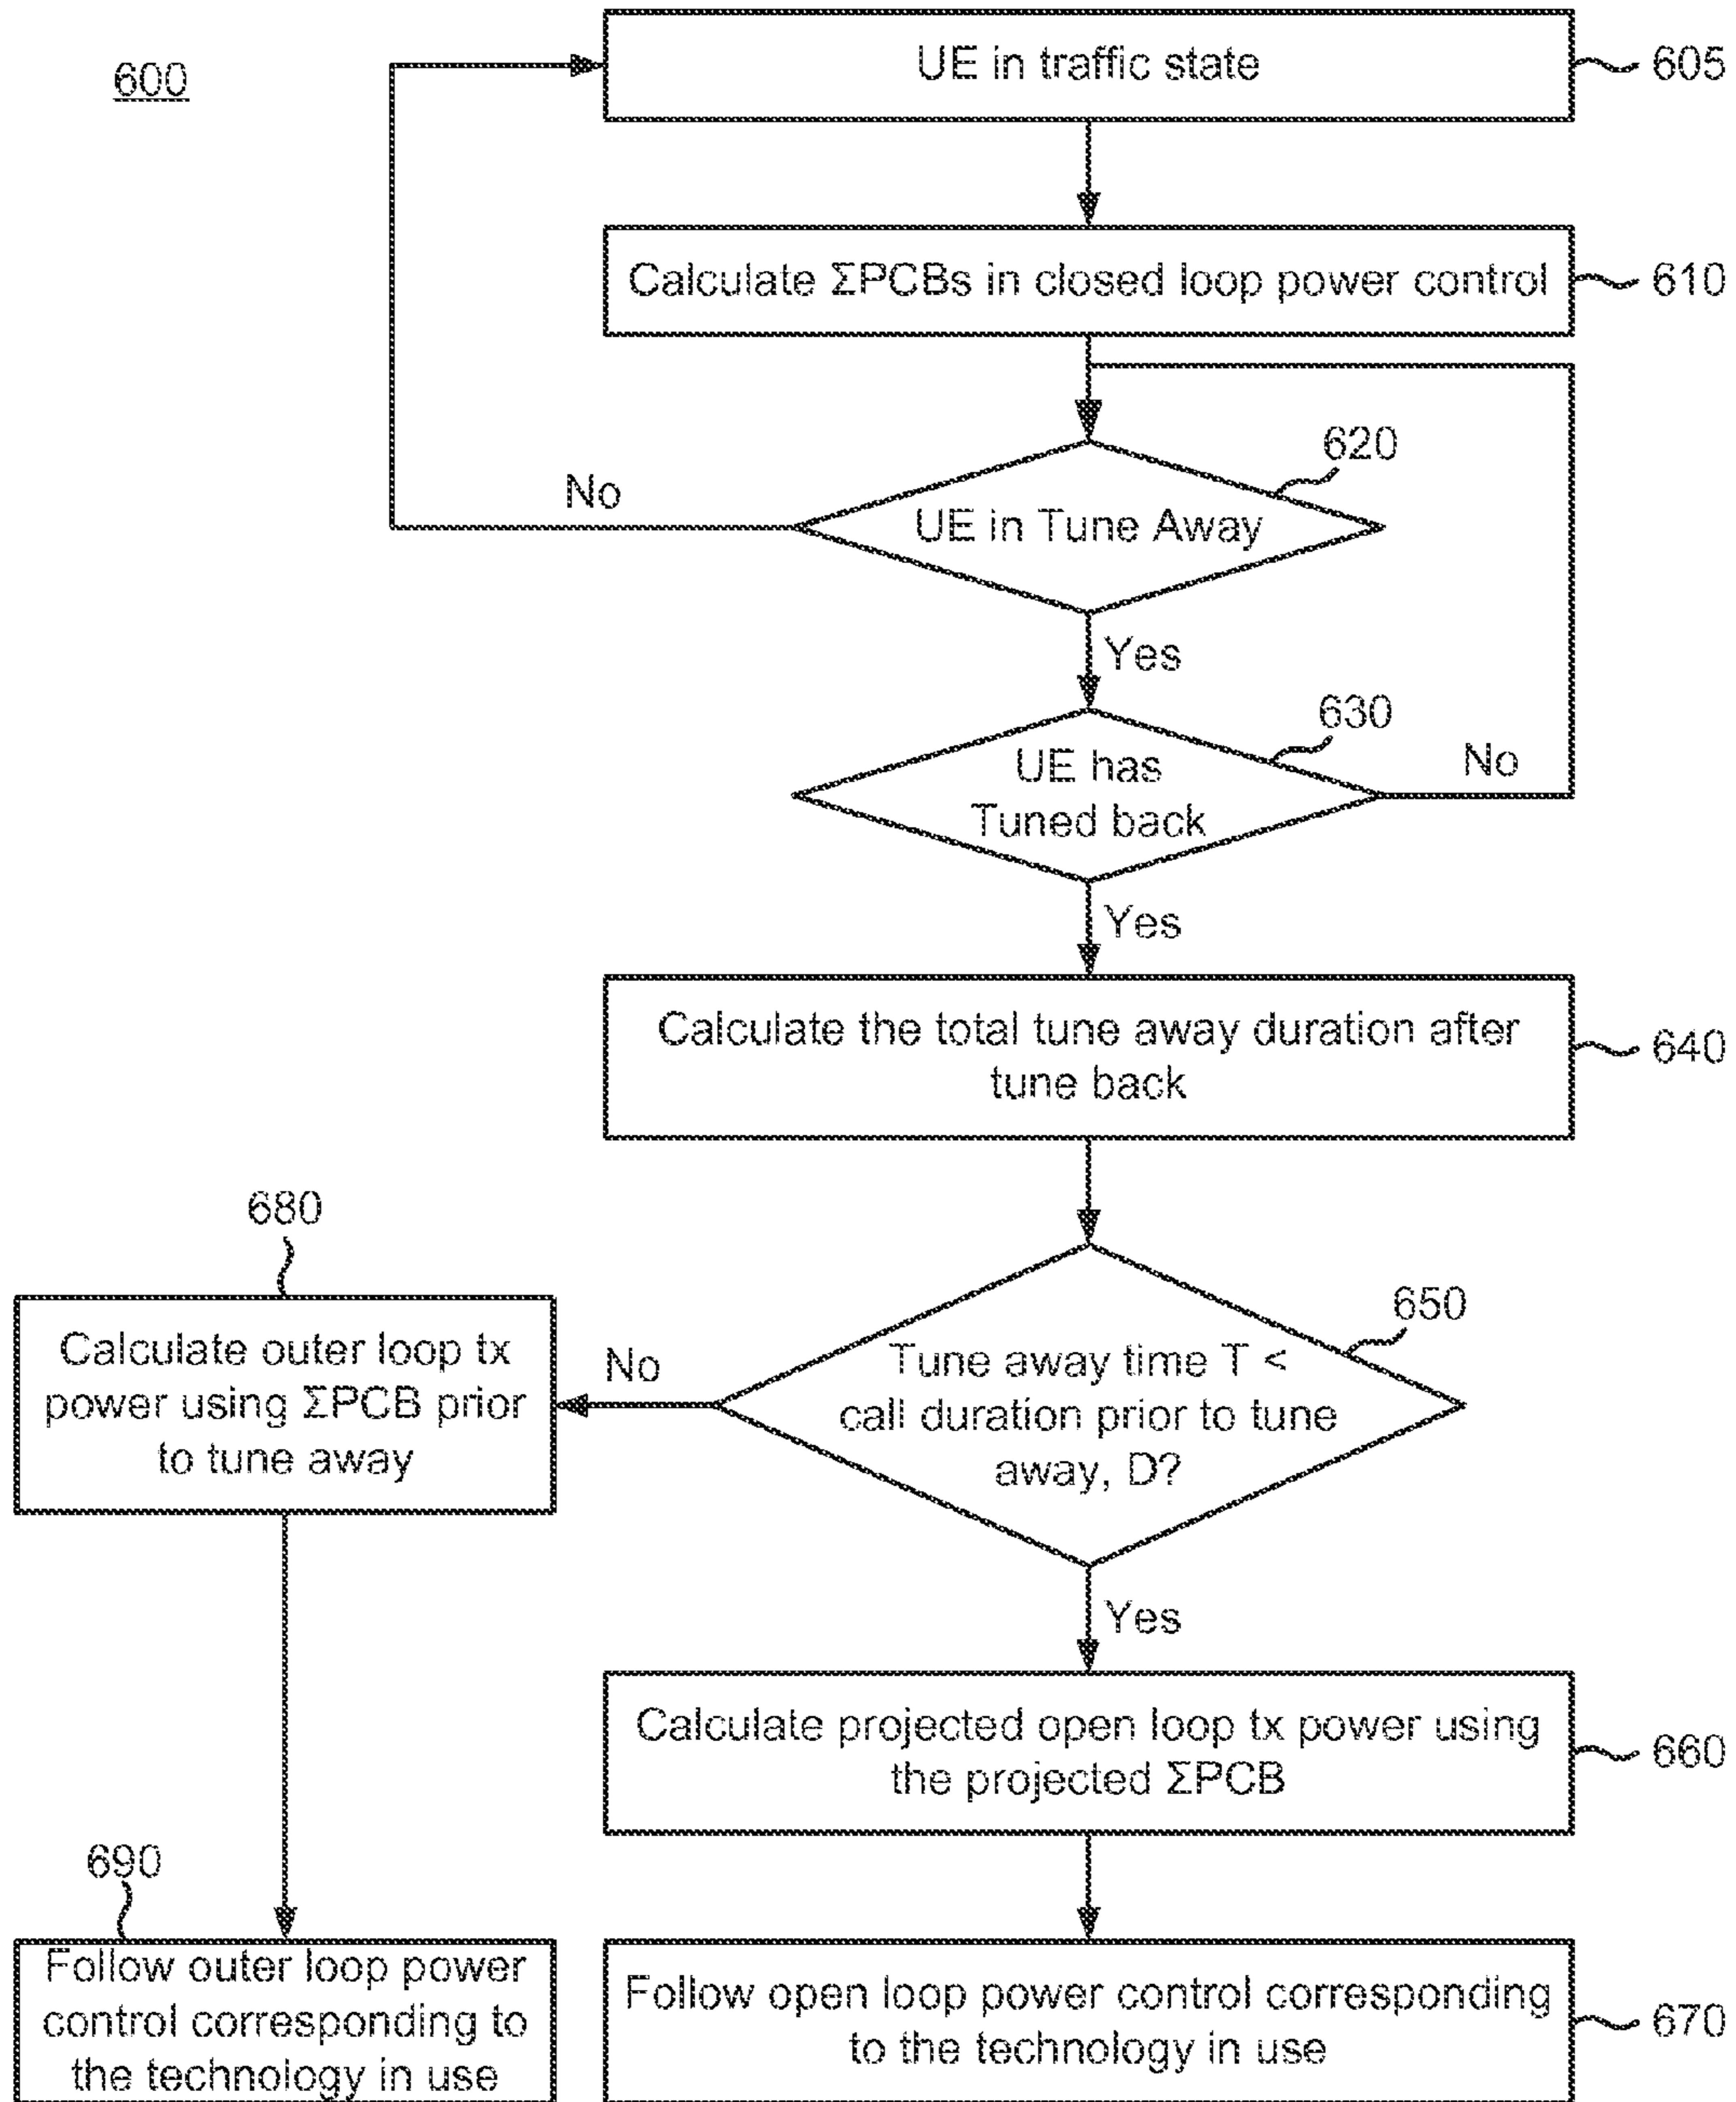 600
UE in traffic state
605
Calculate ΣPCBs in closed loop power control
610
620
No
UE in Tune Away
Yes
630
UE has
Tuned back
No
Yes
Calculate the total tune away duration after
tune back
640
680
650
Calculate outer loop tx
power using ΣPCB prior
to tune away
No
Tune away time T <
call duration prior to tune
away, D?
Yes
Calculate projected open loop tx power using
the projected ΣPCB
660
690
Follow outer loop power
control corresponding to
the technology in use
Follow open loop power control corresponding
to the technology in use
670